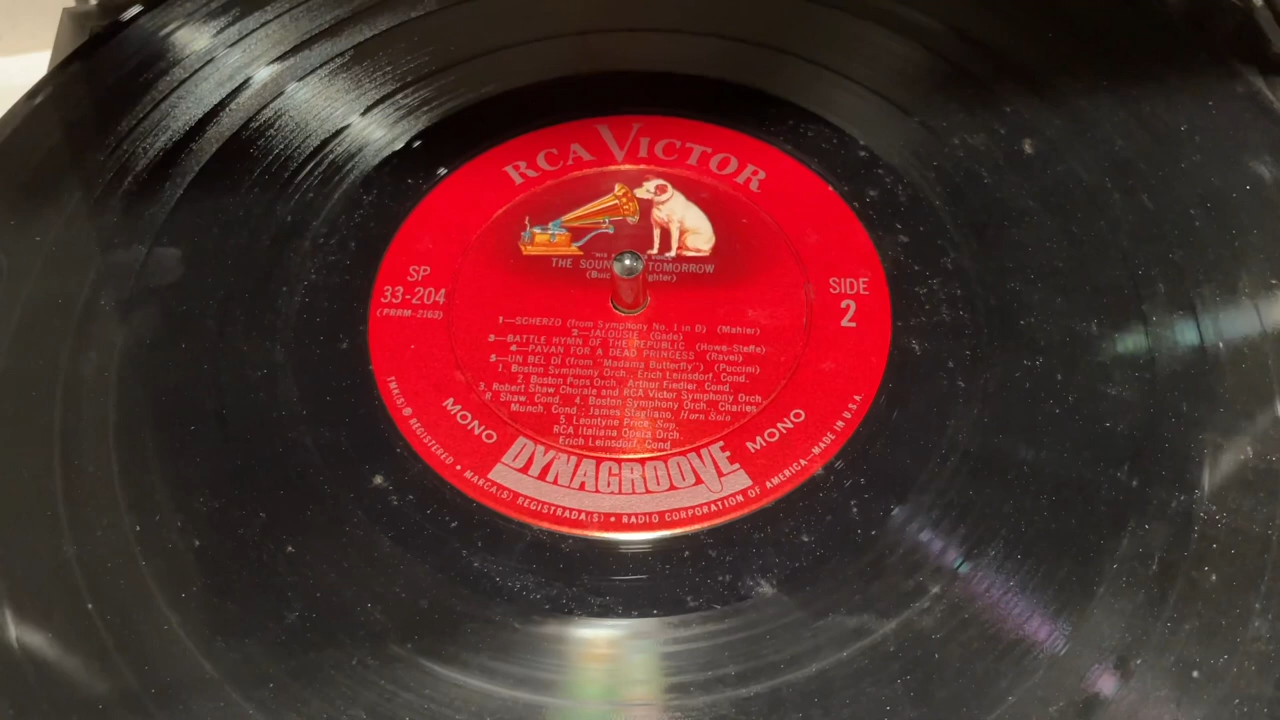 RCA VICTOR
"HIS
THE SOUN TOMORROW
SP
33-204
(PRRM-2163)
SIDE
2
1—SCHERZO (from Symphony No. 1 in D) (Mahler)
2—JALOUSIE (Gade)
3—BATTLE HYMN OF THE REPUBLIC (Howe-Steffe)
4—PAVAN FOR A DEAD PRINCESS (Ravel)
5—UN BEL DÌ (from "Madama Butterfly") (Puccini)
1. Boston Symphony Orch., Erich Leinsdorf, Cond.
2. Boston Pops Orch., Arthur Fiedler, Cond.
3. Robert Shaw Chorale and RCA Victor Symphony Orch.
R. Shaw, Cond. 4. Boston Symphony Orch., Charles
Munch, Cond.; James Stagliano, Horn Solo
5. Leontyne Price, Sop.
RCA Italiana Opera Orch.
Erich Leinsdorf, Cond
MONO DYNAGROOVE MONO
TMK(S) ® REGISTERED • MARCA(S) REGISTRADA(S) • RADIO CORPORATION OF AMERICA—MADE IN U.S.A.